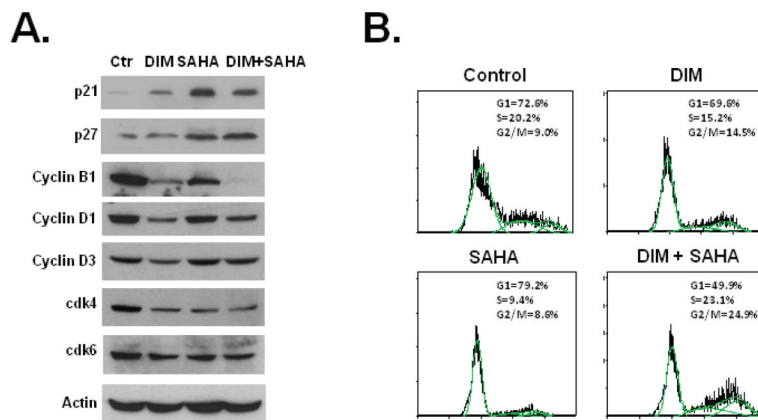 A.
Ctr DIM SAHA DIM+SAHA
p21
p27
Cyclin B1
Cyclin D1
Cyclin D3
cdk4
cdk6
Actin
B.
Control
G1=72.6%
S=20.2%
G2/M=9.0%
DIM
G1=69.6%
S=15.2%
G2/M=14.5%
SAHA
G1=79.2%
S=9.4%
G2/M=8.6%
DIM + SAHA
G1=49.9%
S=23.1%
G2/M=24.9%